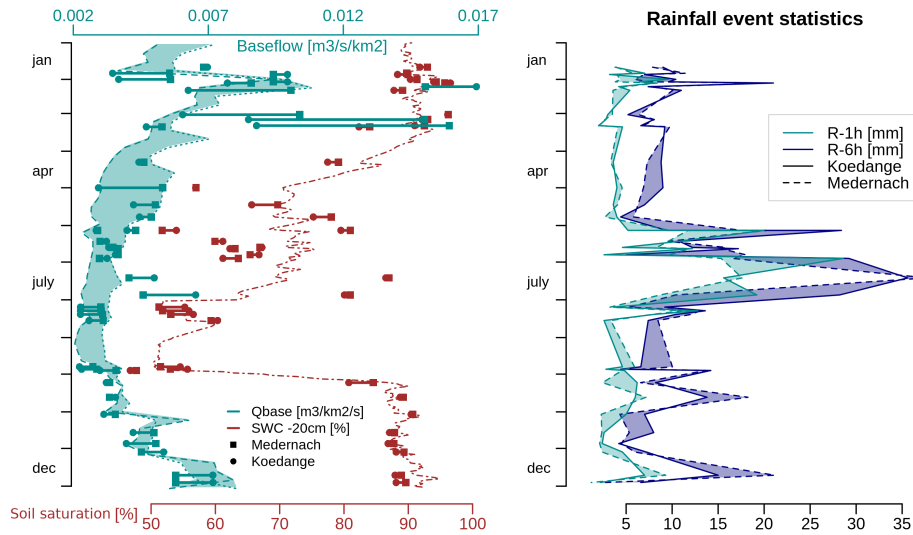 0.002 0.007 0.012 0.017
Baseflow [m3/s/km2]
Rainfall event statistics
jan
apr
july
dec
Qbase [m3/km2/s]
SWC -20cm [%]
Medernach
Koedange
Soil saturation [%]
50 60 70 80 90 100
jan
apr
july
dec
R-1h [mm]
R-6h [mm]
Koedange
Medernach
5 10 15 20 25 30 35